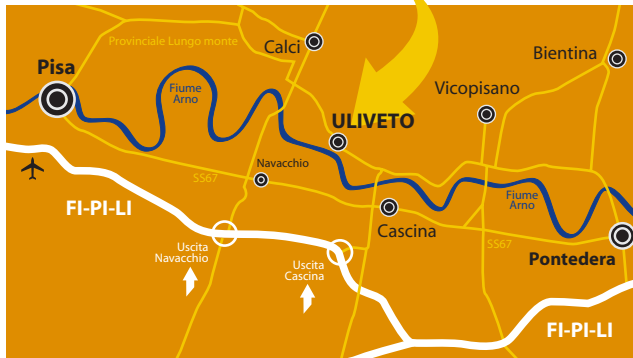 Provinciale Lungo monte
Calci
Bientina
Pisa
Fiume
Arno
Vicopisano
ULIVETO
Navacchio
SS67
FI-PI-LI
Fiume
Arno
Cascina
Uscita
Navacchio
Uscita
Cascina
SS67
Pontedera
FI-PI-LI